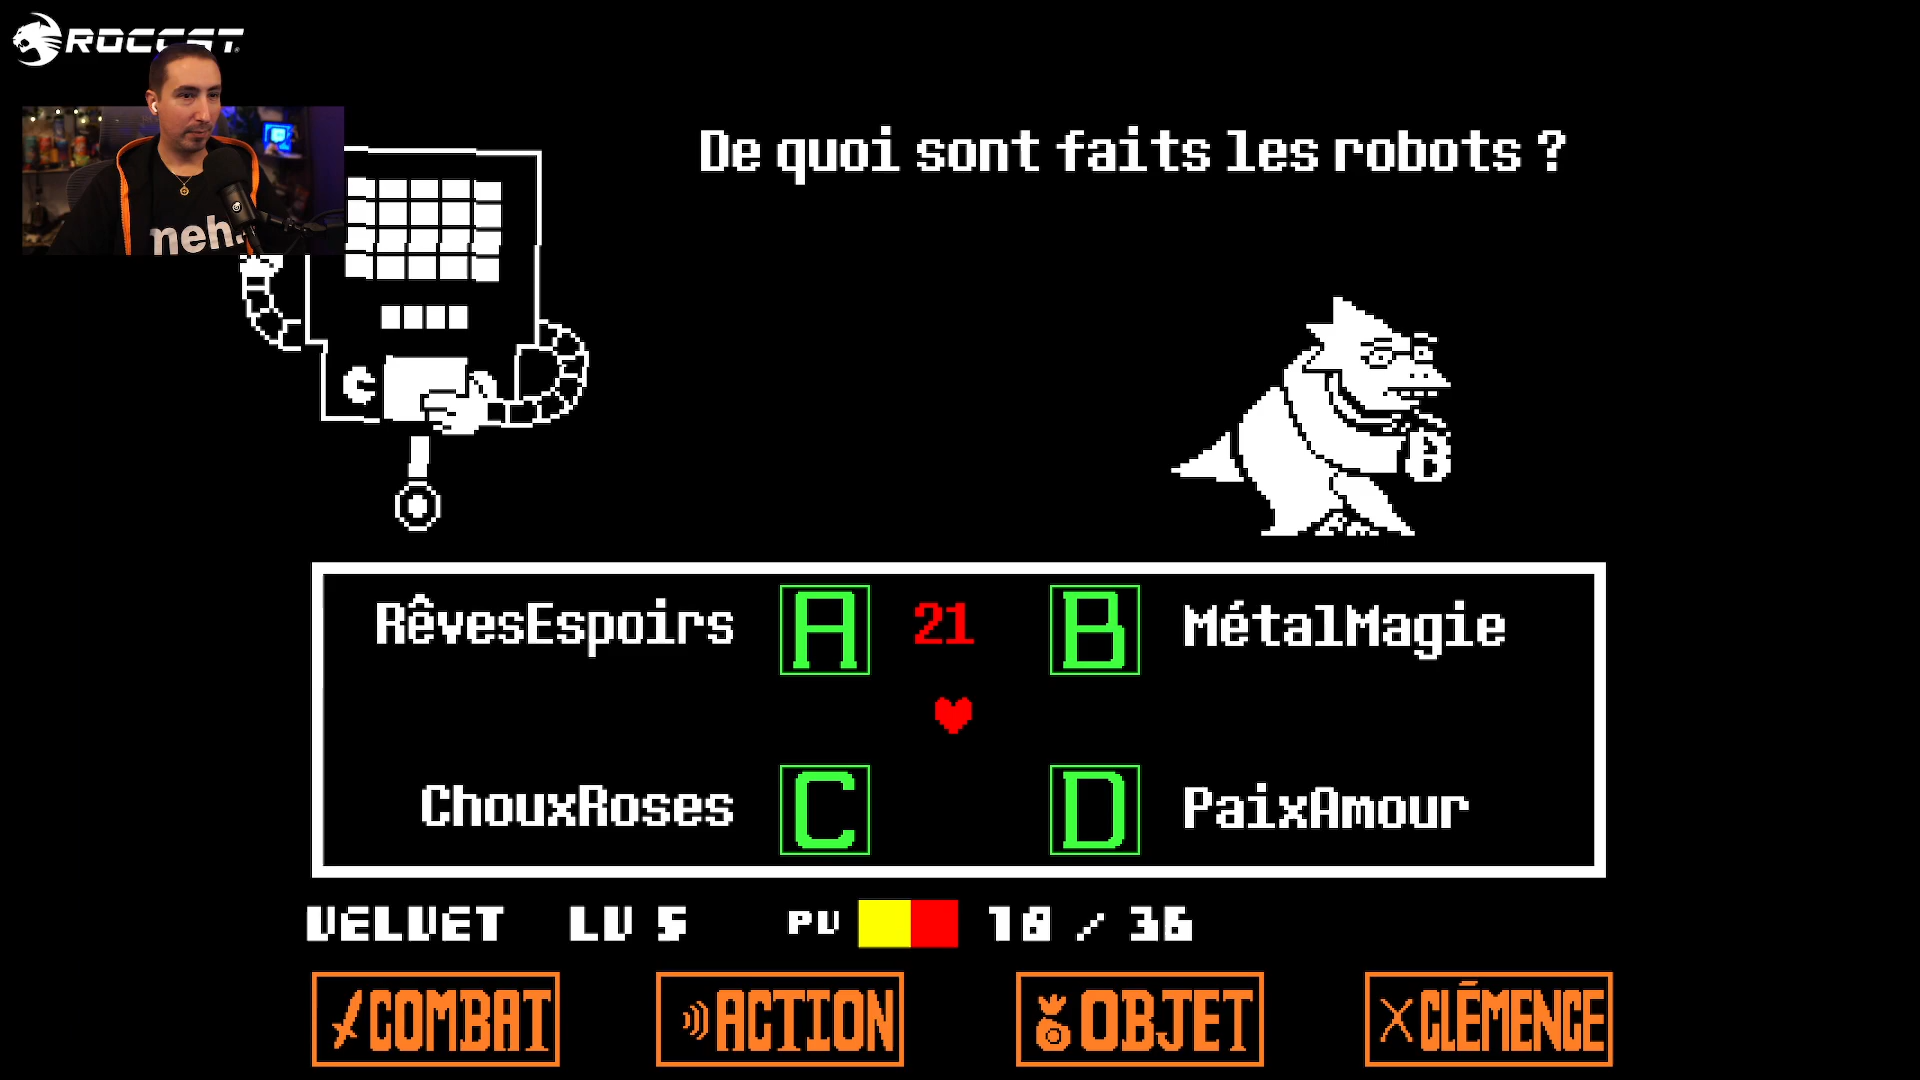 ROCCAT
neh.
De quoi sont faits les robots ?
RêvesEspoirs A 21 B MétalMagie
ChouxRoses C D PaixAmour
VELVET LV 5 PV 18 / 36
COMBAT ACTION OBJET CLÉMENCE